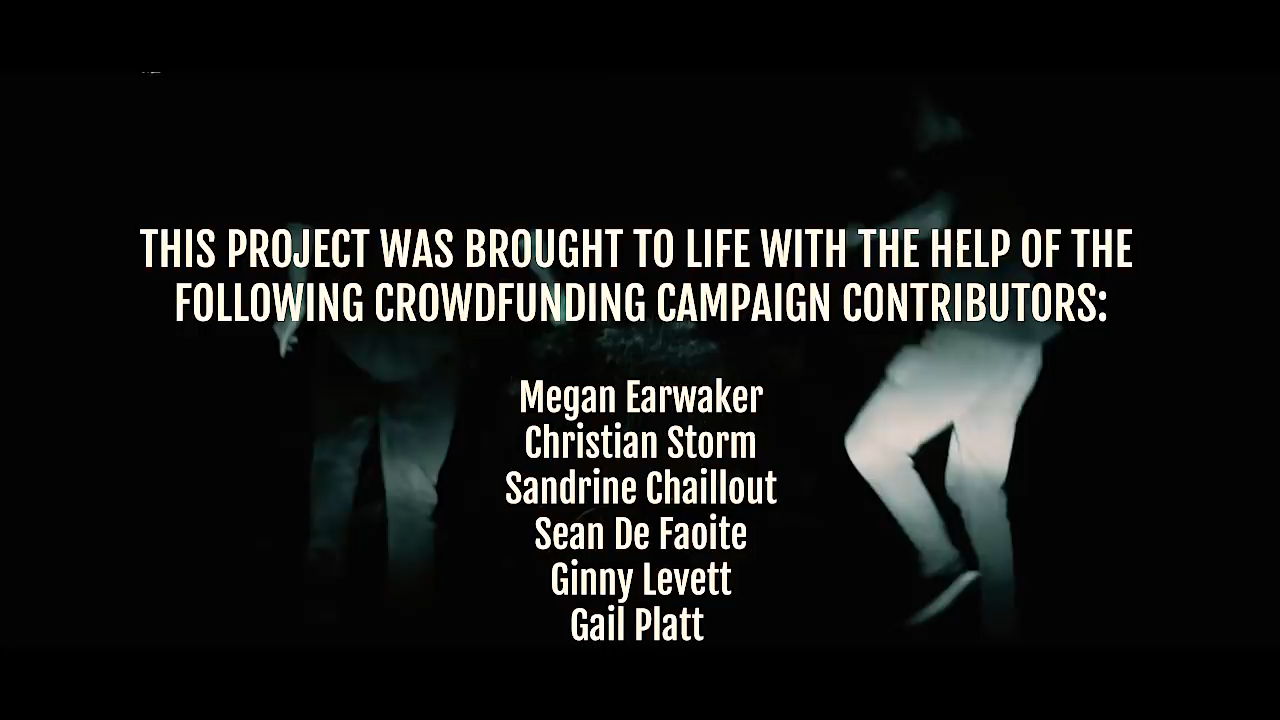 THIS PROJECT WAS BROUGHT TO LIFE WITH THE HELP OF THE
FOLLOWING CROWDFUNDING CAMPAIGN CONTRIBUTORS:
Megan Earwaker
Christian Storm
Sandrine Chaillout
Sean De Faoite
Ginny Levett
Gail Platt